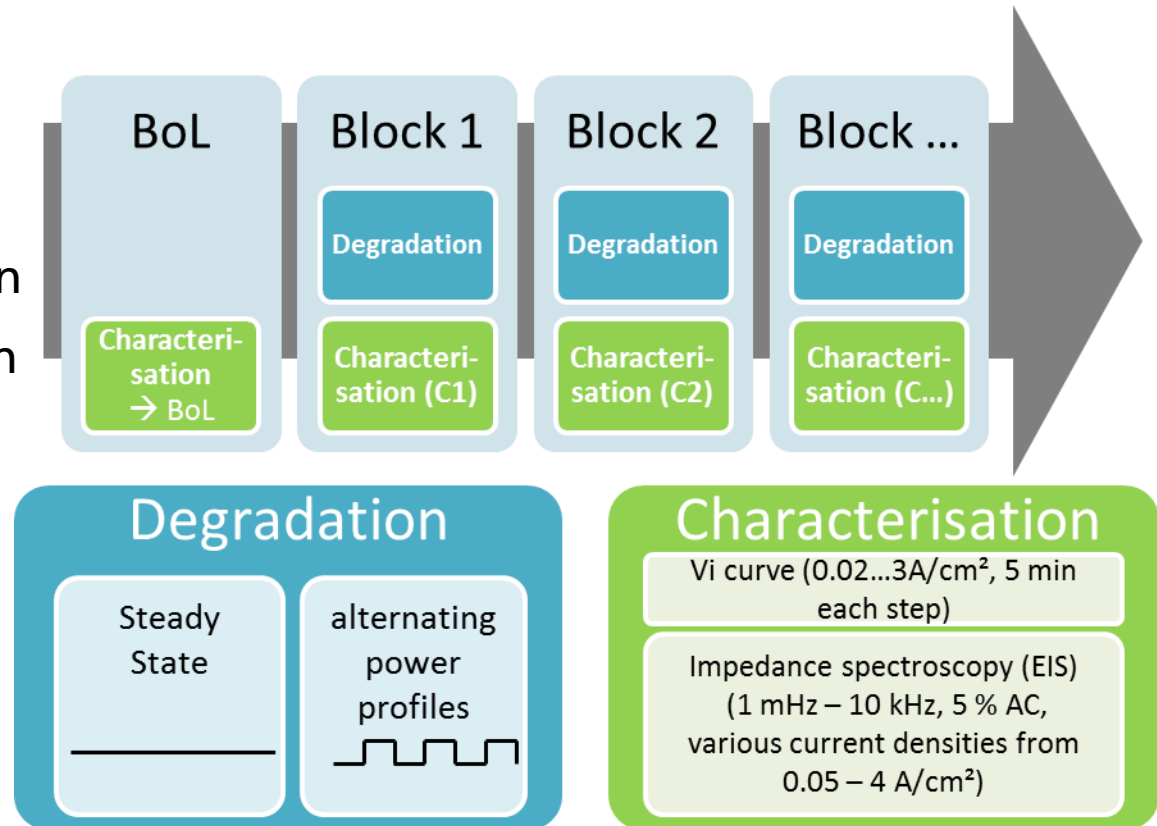 BoL
Block 1
Block 2
Block ...
Degradation
Degradation
Degradation
n
Characteri-
sation
→ BoL
Characteri-
sation (C1)
Characteri-
sation (C2)
Characteri-
sation (C...)
Degradation
Steady
State
alternating
power
profiles
Characterisation
Vi curve (0.02...3A/cm², 5 min
each step)
Impedance spectroscopy (EIS)
(1 mHz – 10 kHz, 5 % AC,
various current densities from
0.05 – 4 A/cm²)